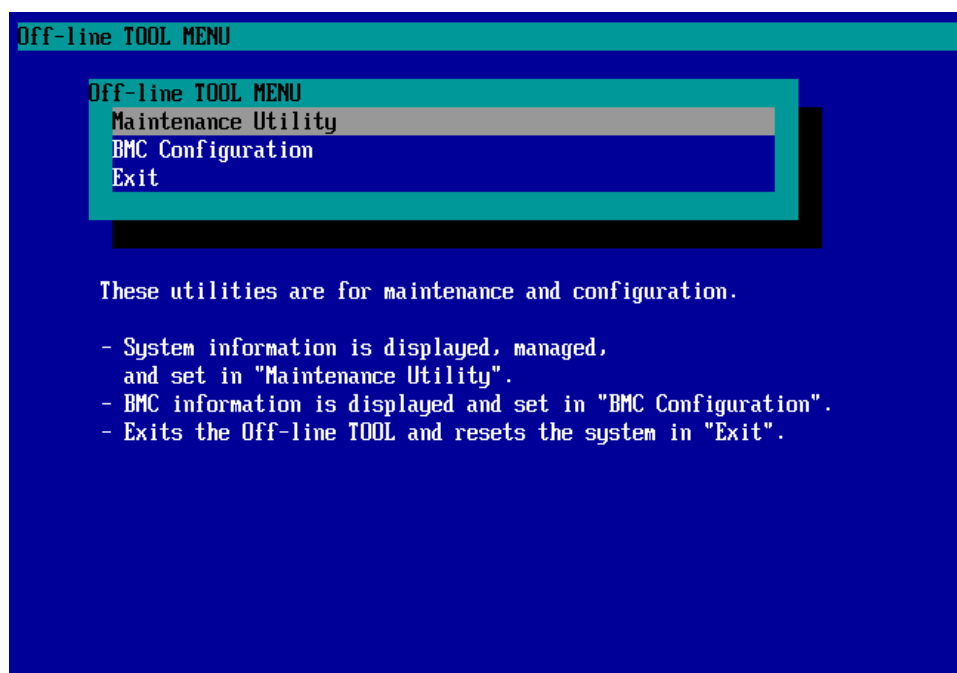 Off-line TOOL MENU
Off-line TOOL MENU
Maintenance Utility
BMC Configuration
Exit
These utilities are for maintenance and configuration.
- System information is displayed, managed,
and set in "Maintenance Utility".
- BMC information is displayed and set in "BMC Configuration".
- Exits the Off-line TOOL and resets the system in "Exit".